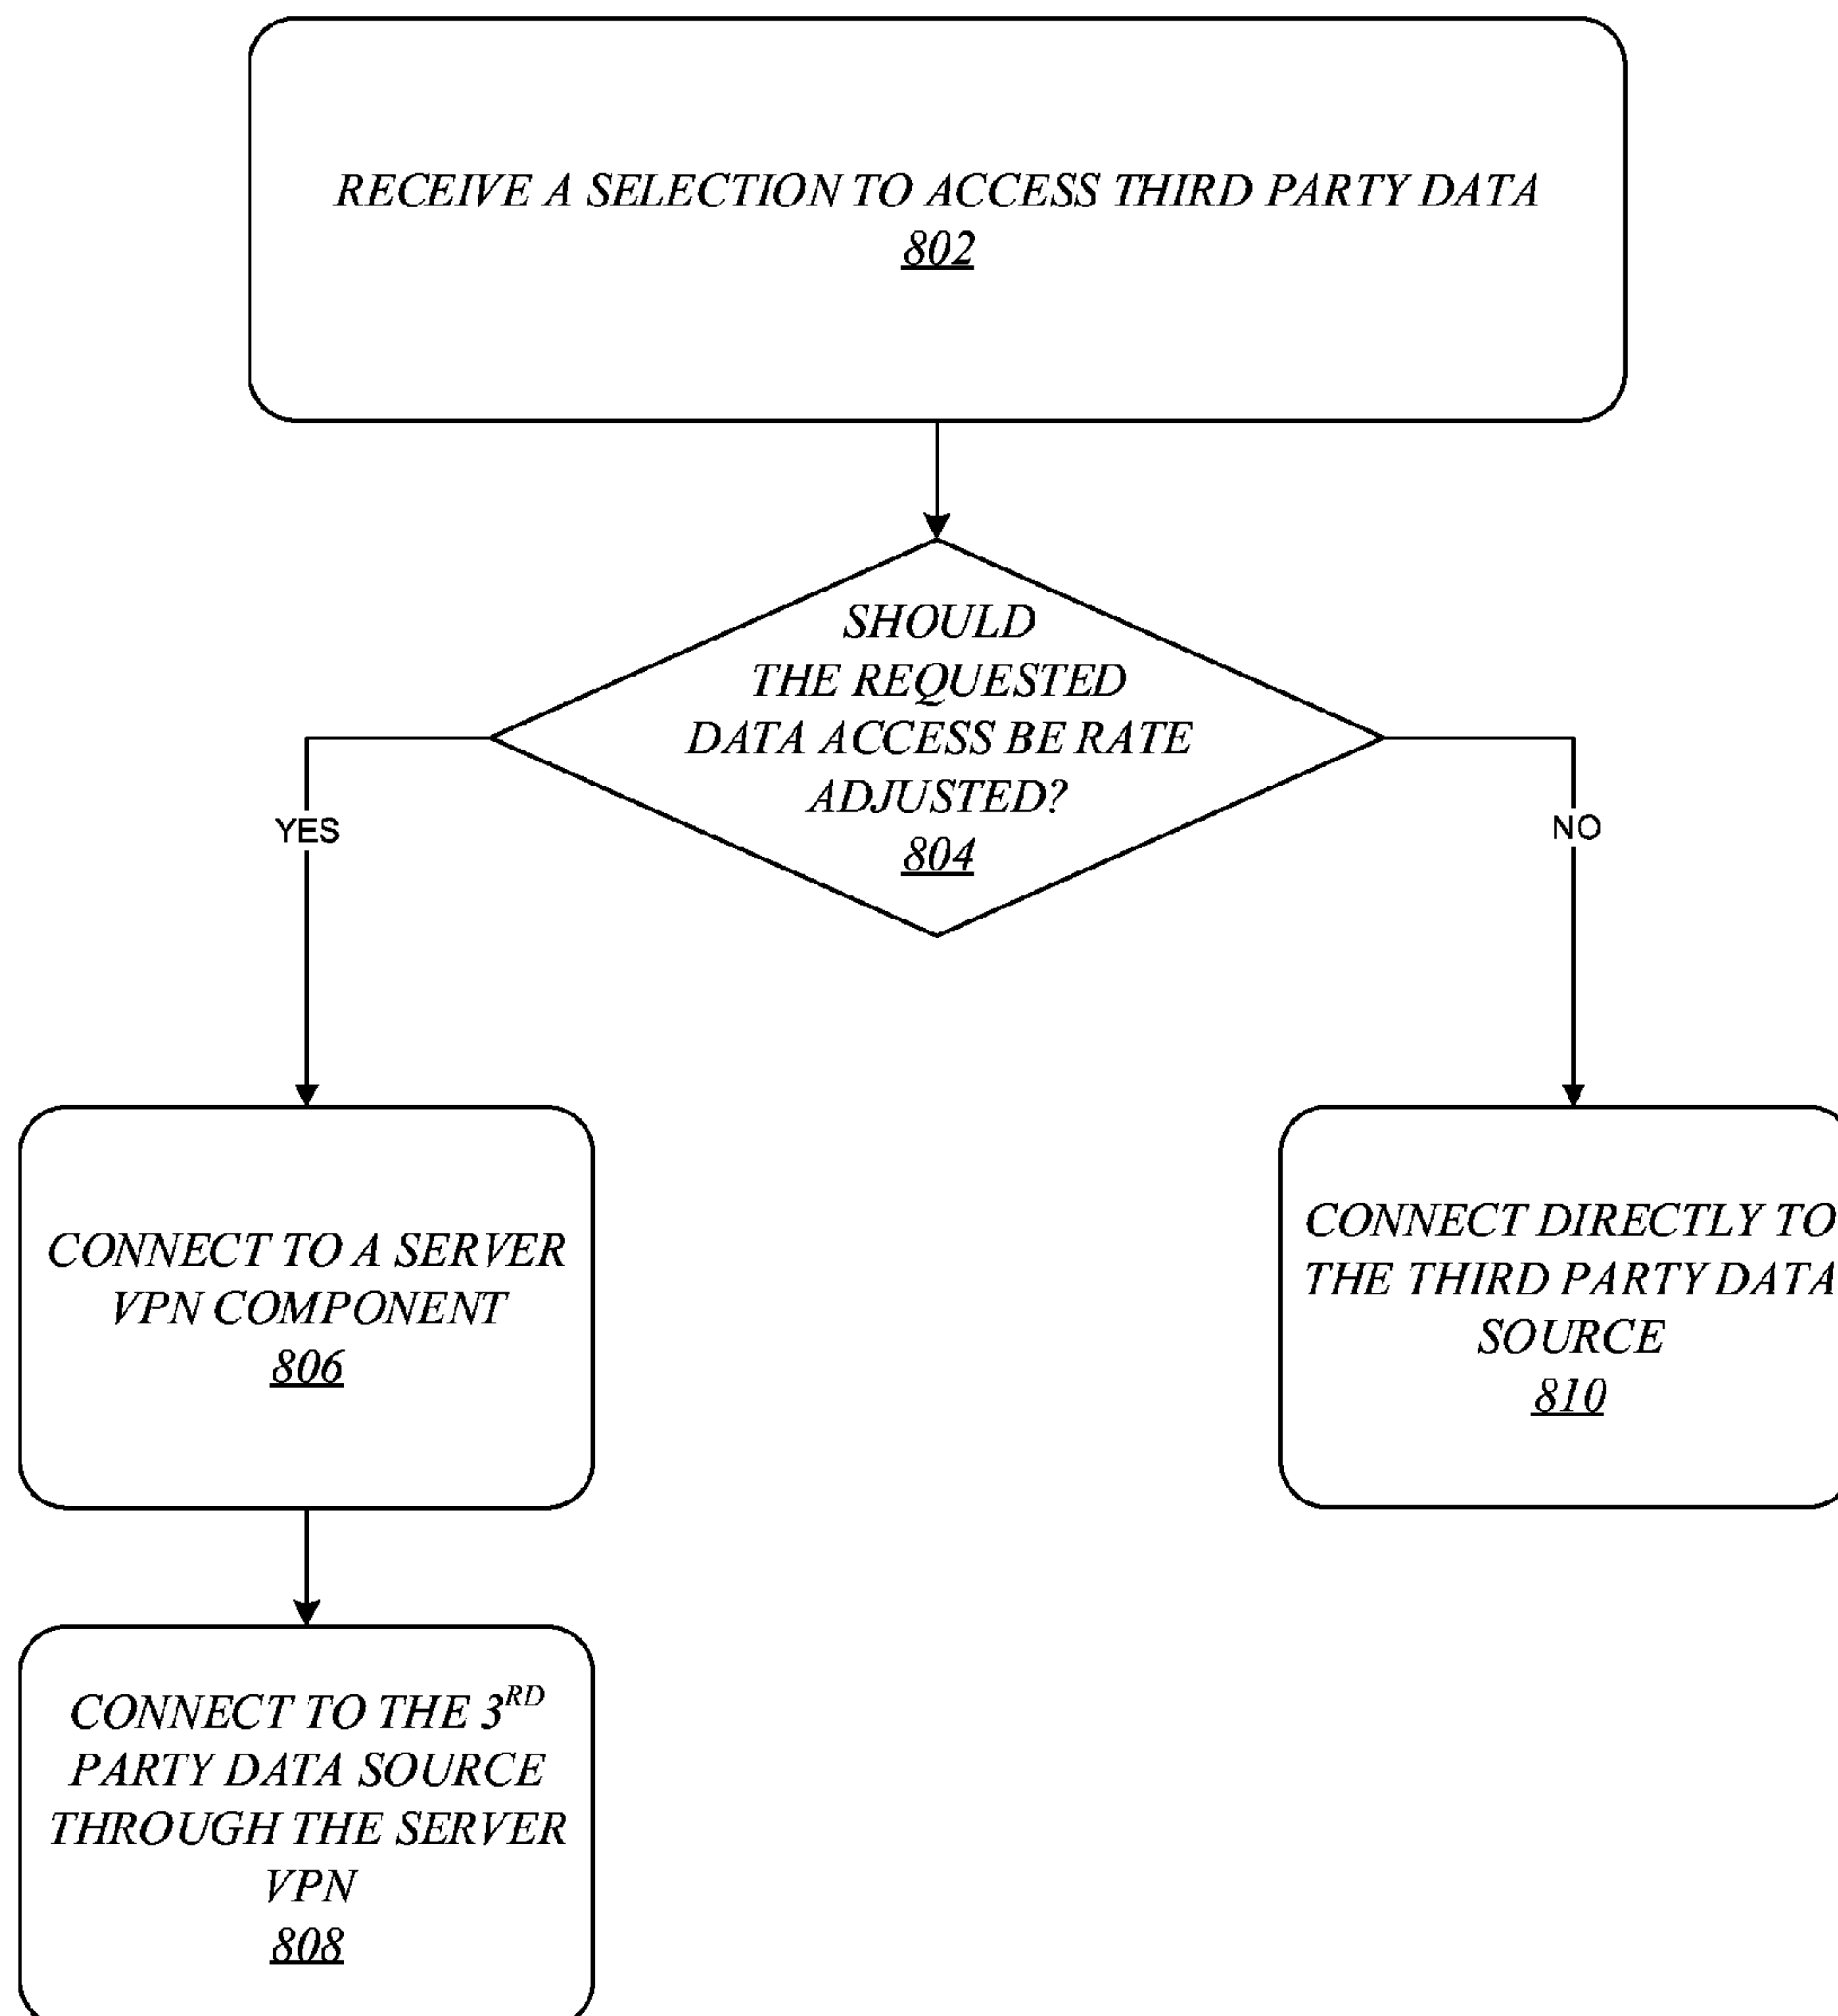 RECEIVE A SELECTION TO ACCESS THIRD PARTY DATA
802
SHOULD
THE REQUESTED
DATA ACCESS BE RATE
ADJUSTED?
804
YES
NO
CONNECT TO A SERVER
VPN COMPONENT
806
CONNECT DIRECTLY TO
THE THIRD PARTY DATA
SOURCE
810
CONNECT TO THE 3RD
PARTY DATA SOURCE
THROUGH THE SERVER
VPN
808